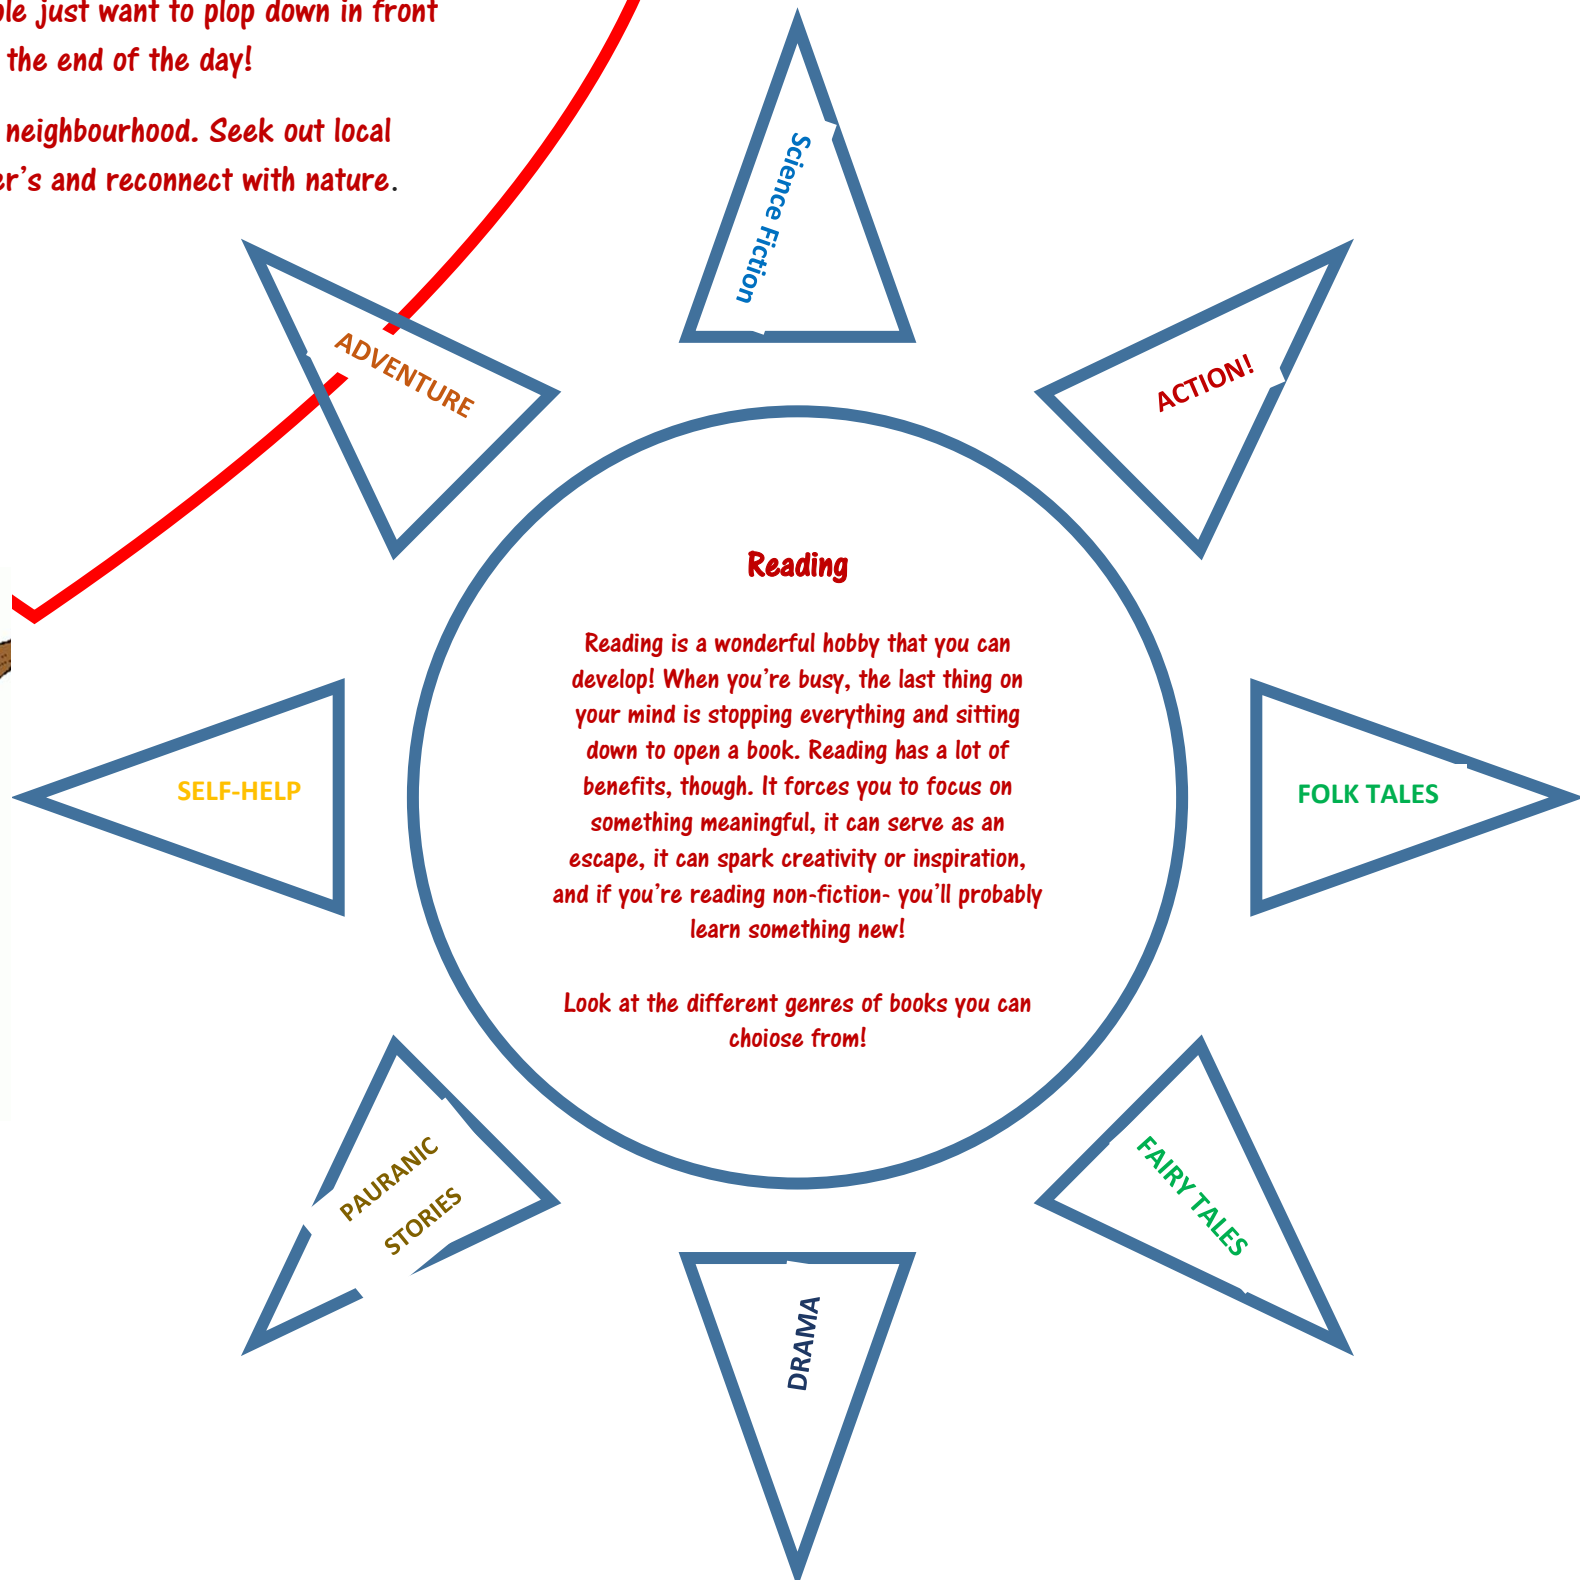 just want to plop down in front
the end of the day!
neighbourhood. Seek out local
and reconnect with nature.
Science Fiction
ADVENTURE
ACTION!
Reading
Reading is a wonderful hobby that you can
develop! When you're busy, the last thing on
your mind is stopping everything and sitting
down to open a book. Reading has a lot of
benefits, though. It forces you to focus on
something meaningful, it can serve as an
escape, it can spark creativity or inspiration,
and if you're reading non-fiction- you'll probably
learn something new!
Look at the different genres of books you can
choiose from!
SELF-HELP
FOLK TALES
PAURANIC
STORIES
FAIRY TALES
DRAMA